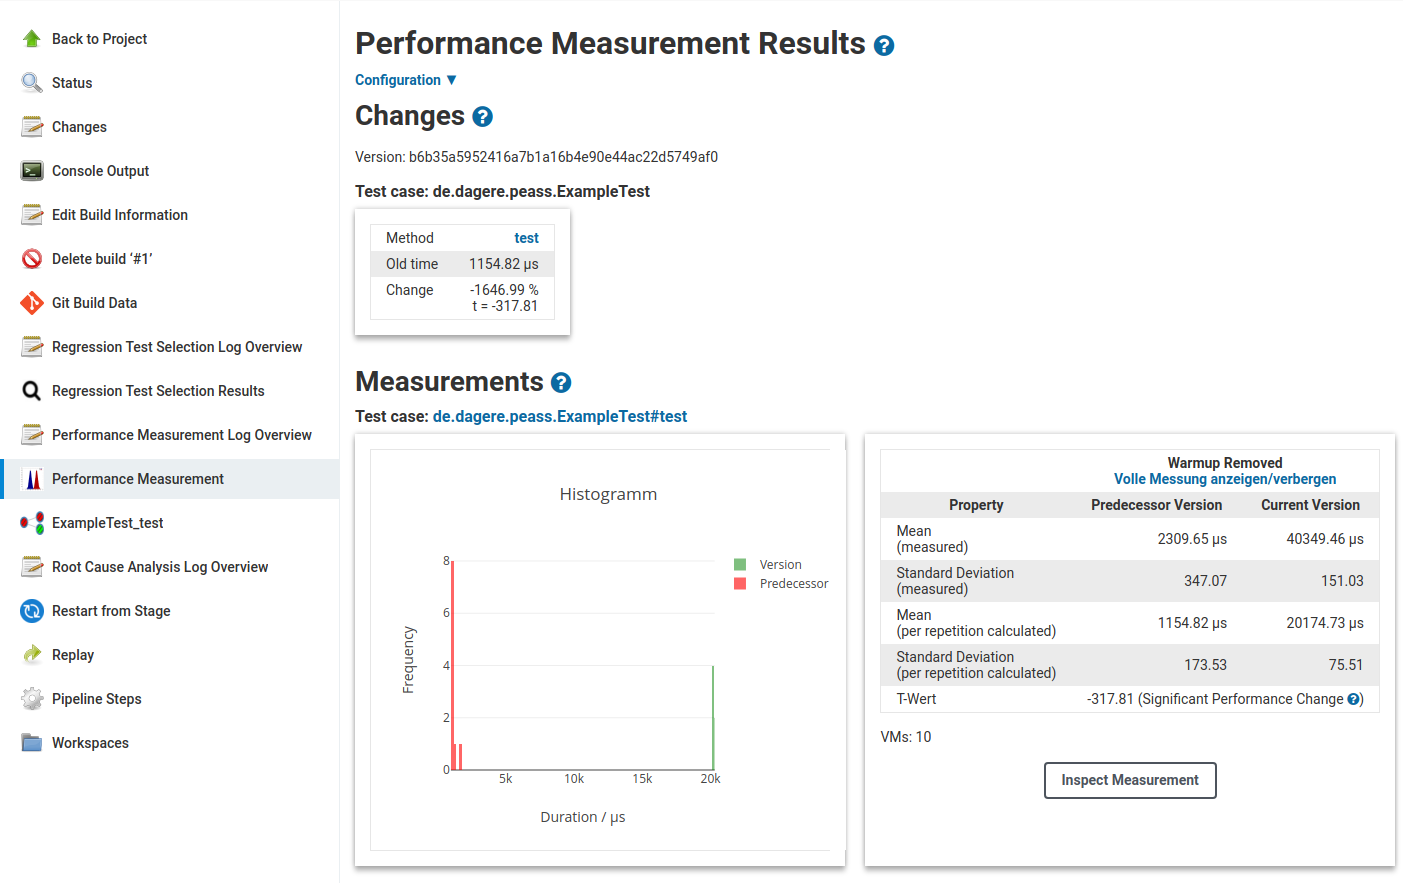 Back to Project
Status
Changes
Console Output
Edit Build Information
Delete build ‘#1’
Git Build Data
Regression Test Selection Log Overview
Regression Test Selection Results
Performance Measurement Log Overview
Performance Measurement
ExampleTest_test
Root Cause Analysis Log Overview
Restart from Stage
Replay
Pipeline Steps
Workspaces
Performance Measurement Results ?
Configuration ▼
Changes ?
Version: b6b35a5952416a7b1a16b4e90e44ac22d5749af0
Test case: de.dagere.peass.ExampleTest
Method test
Old time 1154.82 µs
Change -1646.99 %
t = -317.81
Measurements ?
Test case: de.dagere.peass.ExampleTest#test
Histogramm
8
6
4
2
0
Frequency
5k 10k 15k 20k
Duration / µs
Version
Predecessor
Warmup Removed
Volle Messung anzeigen/verbergen
Property Predecessor Version Current Version
Mean
(measured) 2309.65 µs 40349.46 µs
Standard Deviation
(measured) 347.07 151.03
Mean
(per repetition calculated) 1154.82 µs 20174.73 µs
Standard Deviation
(per repetition calculated) 173.53 75.51
T-Wert -317.81 (Significant Performance Change ?)
VMs: 10
Inspect Measurement